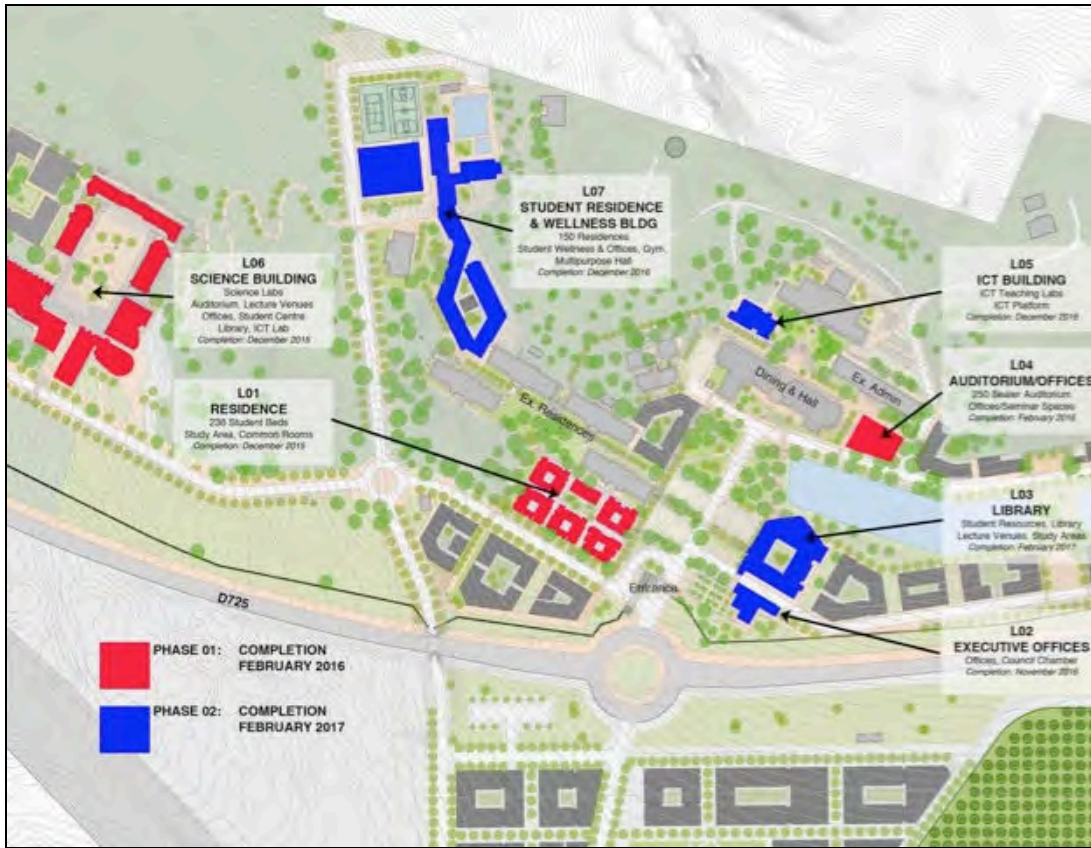 L07
STUDENT RESIDENCE
& WELLNESS BLDG
150 Residences
Student Wellness & Offices, Gym,
Multipurpose Hall
Completion: December 2016
L06
SCIENCE BUILDING
Science Labs
Auditorium, Lecture Venues
Offices, Student Centre
Library, ICT Lab
Completion: December 2015
L05
ICT BUILDING
ICT Teaching Labs
ICT Platform
Completion: December 2016
L04
AUDITORIUM/OFFICES
250 Seater Auditorium
Offices/Seminar Spaces
Completion: February 2016
L01
RESIDENCE
236 Student Beds
Study Area, Common Rooms
Completion: December 2015
Ex. Residences
Dining & Hall
Ex. Admin
L03
LIBRARY
Student Resources, Library
Lecture Venues, Study Areas
Completion: February 2017
Entrance
D725
L02
EXECUTIVE OFFICES
Offices, Council Chamber
Completion: November 2016
PHASE 01: COMPLETION
FEBRUARY 2016
PHASE 02: COMPLETION
FEBRUARY 2017